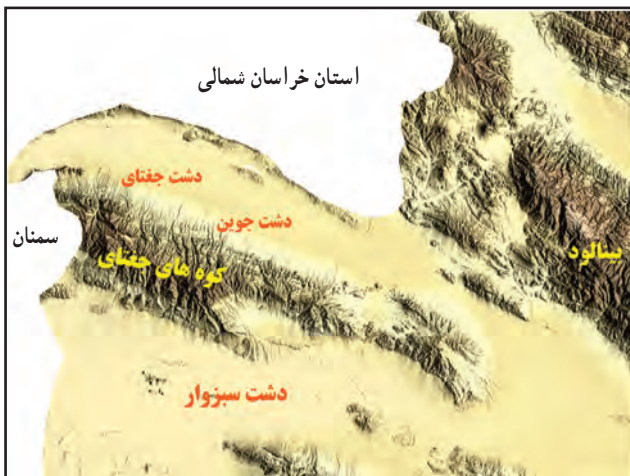 استان خراسان شمالی
دشت جغتای
دشت جوین
سمنان
کوه های جغتای
بینالود
دشت سبزوار